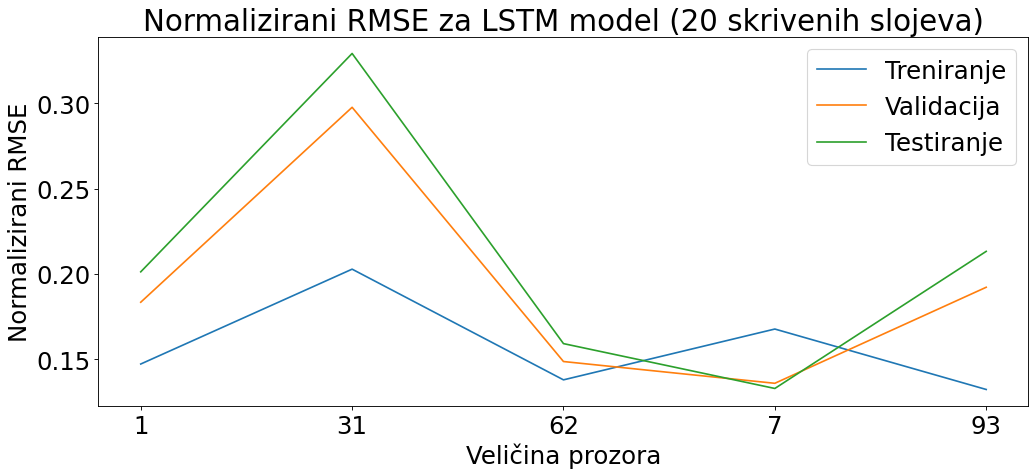 Normalizirani RMSE za LSTM model (20 skrivenih slojeva)
Treniranje
Validacija
Testiranje
Normalizirani RMSE
0.30
0.25
0.20
0.15
1 31 62 7 93
Veličina prozora